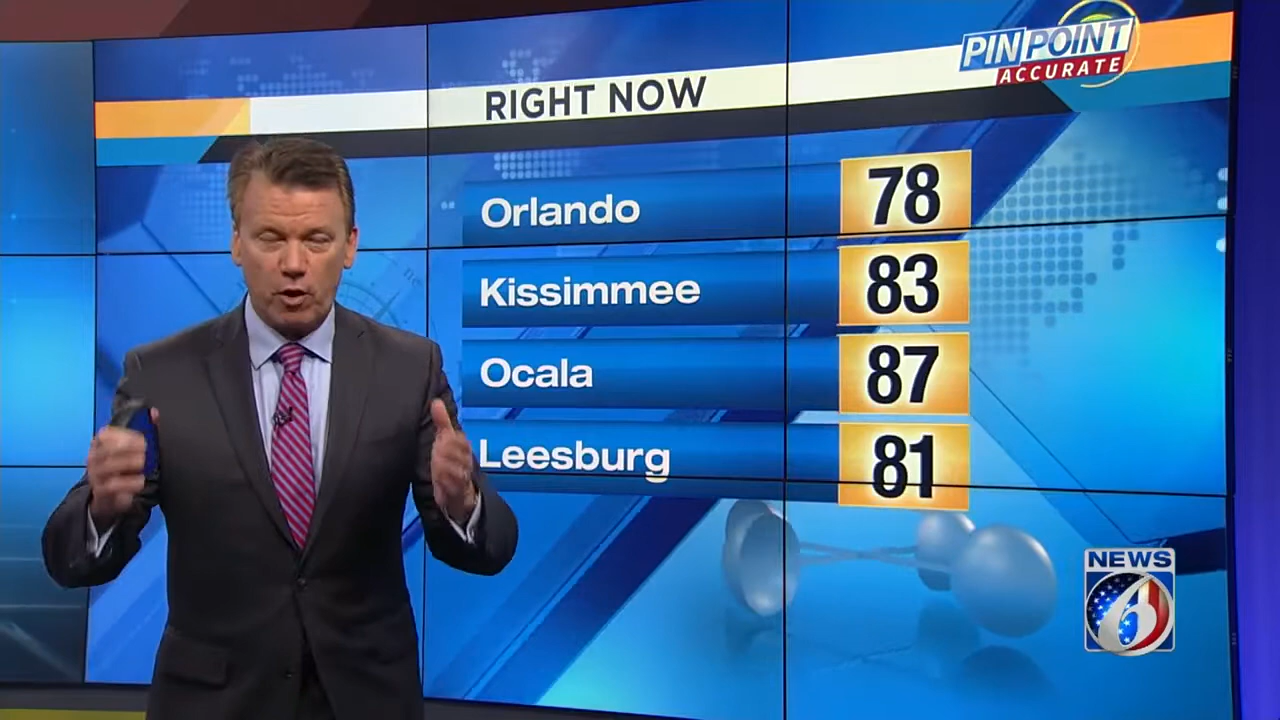 PINPOINT
ACCURATE
RIGHT NOW
Orlando 78
Kissimmee 83
Ocala 87
Leesburg 81
NEWS
6